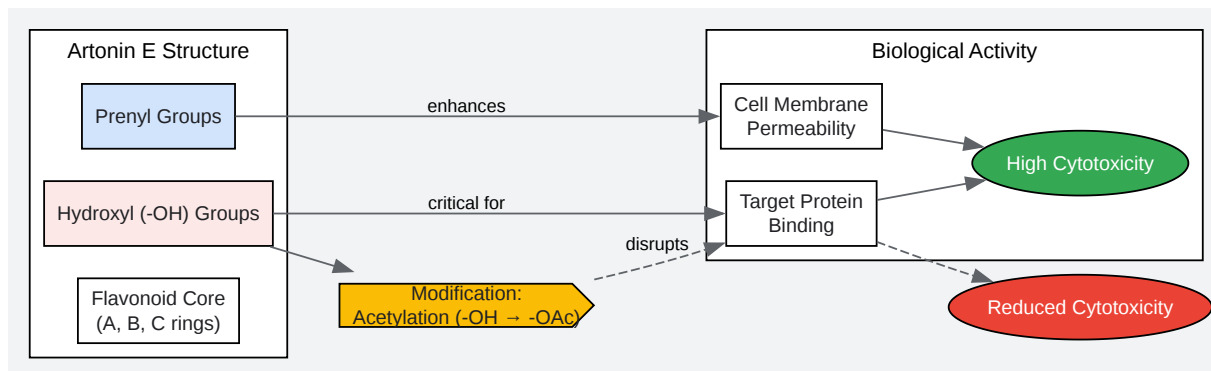 Artonin E Structure
Prenyl Groups
Hydroxyl (-OH) Groups
Flavonoid Core
(A, B, C rings)
enhances
critical for
disrupts
Modification:
Acetylation (-OH → -OAc)
Biological Activity
Cell Membrane
Permeability
Target Protein
Binding
High Cytotoxicity
Reduced Cytotoxicity